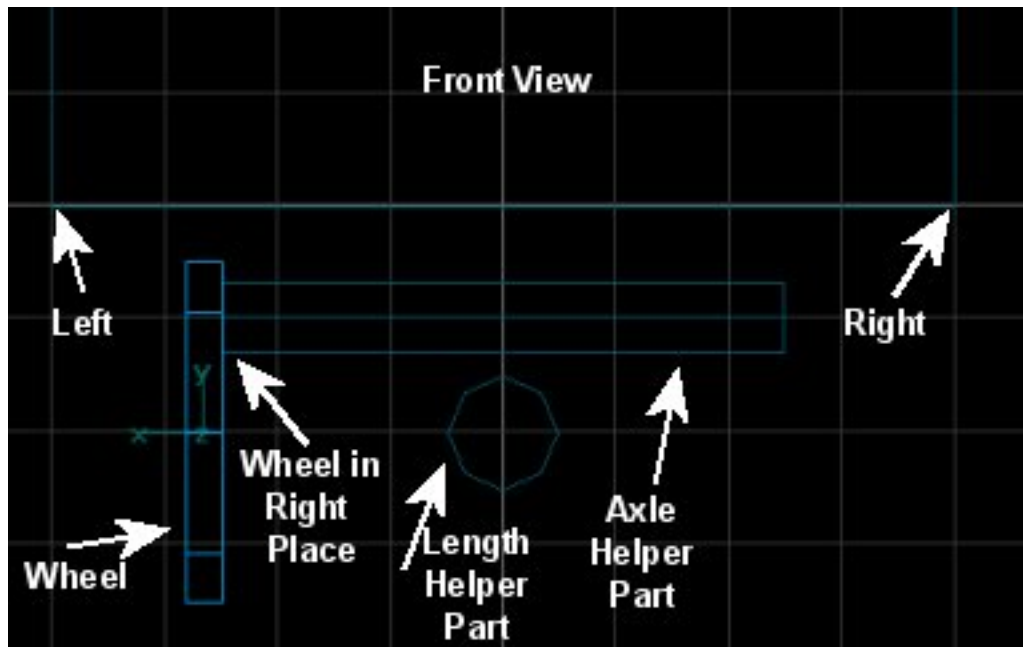 Front View
Left
Right
y
x
z
Wheel in
Right
Place
Wheel
Length
Helper
Part
Axle
Helper
Part